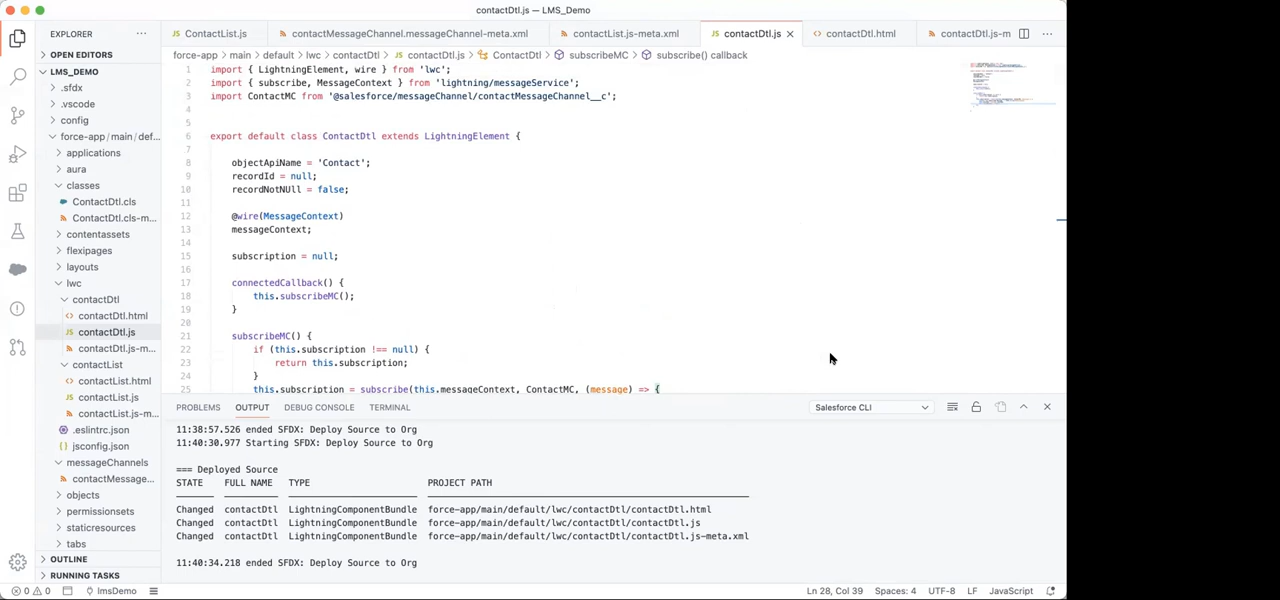 contactDtl.js — LMS_Demo
EXPLORER
OPEN EDITORS
LMS_DEMO
.sfdx
.vscode
config
force-app / main / def...
applications
aura
classes
ContactDtl.cls
ContactDtl.cls-m...
contentassets
flexipages
layouts
lwc
contactDtl
contactDtl.html
contactDtl.js
contactDtl.js-m...
contactList
contactList.html
contactList.js
contactList.js-m...
.eslintrc.json
jsconfig.json
messageChannels
contactMessage...
objects
permissionsets
staticresources
tabs
OUTLINE
RUNNING TASKS
ContactList.js
contactMessageChannel.messageChannel-meta.xml
contactList.js-meta.xml
contactDtl.js
contactDtl.html
contactDtl.js-m
force-app > main > default > lwc > contactDtl > JS contactDtl.js > ContactDtl > subscribeMC > subscribe() callback
1 import { LightningElement, wire } from 'lwc';
2 import { subscribe, MessageContext } from 'lightning/messageService';
3 import ContactMC from '@salesforce/messageChannel/contactMessageChannel__c';
4
5
6 export default class ContactDtl extends LightningElement {
7
8 objectApiName = 'Contact';
9 recordId = null;
10 recordNotNUll = false;
11
12 @wire(MessageContext)
13 messageContext;
14
15 subscription = null;
16
17 connectedCallback() {
18 this.subscribeMC();
19 }
20
21 subscribeMC() {
22 if (this.subscription !== null) {
23 return this.subscription;
24 }
25 this.subscription = subscribe(this.messageContext, ContactMC, (message) => {
PROBLEMS OUTPUT DEBUG CONSOLE TERMINAL
Salesforce CLI
11:38:57.526 ended SFDX: Deploy Source to Org
11:40:30.977 Starting SFDX: Deploy Source to Org
=== Deployed Source
STATE FULL NAME TYPE PROJECT PATH
Changed contactDtl LightningComponentBundle force-app/main/default/lwc/contactDtl/contactDtl.html
Changed contactDtl LightningComponentBundle force-app/main/default/lwc/contactDtl/contactDtl.js
Changed contactDtl LightningComponentBundle force-app/main/default/lwc/contactDtl/contactDtl.js-meta.xml
11:40:34.218 ended SFDX: Deploy Source to Org
0 0 lmsDemo
Ln 28, Col 39 Spaces: 4 UTF-8 LF JavaScript